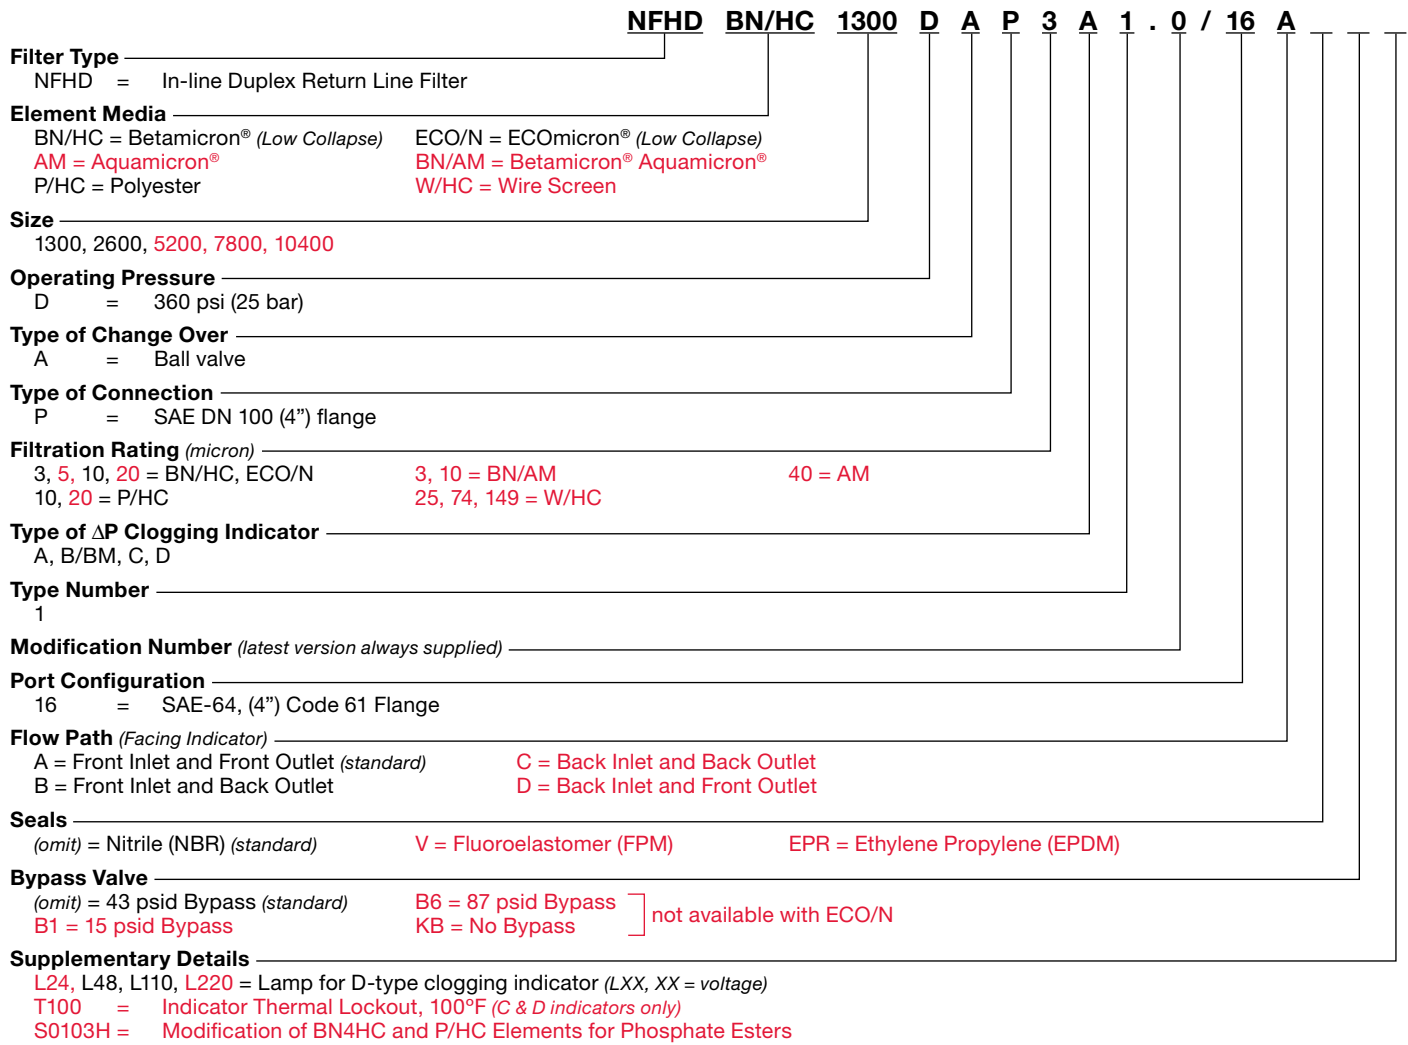 NFHD BN/HC 1300 D A P 3 A 1 . 0 / 16 A
Filter Type
NFHD = In-line Duplex Return Line Filter
Element Media
BN/HC = Betamicron® (Low Collapse) ECO/N = ECOmicron® (Low Collapse)
AM = Aquamicron® BN/AM = Betamicron® Aquamicron®
P/HC = Polyester W/HC = Wire Screen
Size
1300, 2600, 5200, 7800, 10400
Operating Pressure
D = 360 psi (25 bar)
Type of Change Over
A = Ball valve
Type of Connection
P = SAE DN 100 (4”) flange
Filtration Rating (micron)
3, 5, 10, 20 = BN/HC, ECO/N 3, 10 = BN/AM 40 = AM
10, 20 = P/HC 25, 74, 149 = W/HC
Type of ∆P Clogging Indicator
A, B/BM, C, D
Type Number
1
Modification Number (latest version always supplied)
Port Configuration
16 = SAE-64, (4”) Code 61 Flange
Flow Path (Facing Indicator)
A = Front Inlet and Front Outlet (standard) C = Back Inlet and Back Outlet
B = Front Inlet and Back Outlet D = Back Inlet and Front Outlet
Seals
(omit) = Nitrile (NBR) (standard) V = Fluoroelastomer (FPM) EPR = Ethylene Propylene (EPDM)
Bypass Valve
(omit) = 43 psid Bypass (standard) B6 = 87 psid Bypass
B1 = 15 psid Bypass KB = No Bypass
not available with ECO/N
Supplementary Details
L24, L48, L110, L220 = Lamp for D-type clogging indicator (LXX, XX = voltage)
T100 = Indicator Thermal Lockout, 100°F (C & D indicators only)
S0103H = Modification of BN4HC and P/HC Elements for Phosphate Esters